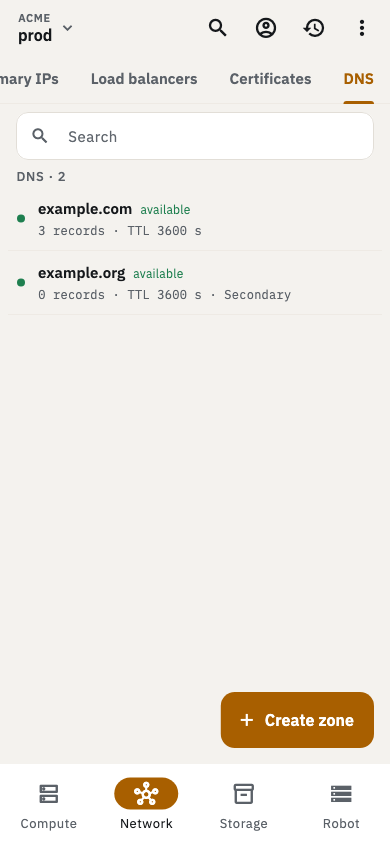 ACME
prod
mary IPs
Load balancers
Certificates
DNS
Search
DNS · 2
example.com available
3 records · TTL 3600 s
example.org available
0 records · TTL 3600 s · Secondary
+ Create zone
Compute
Network
Storage
Robot